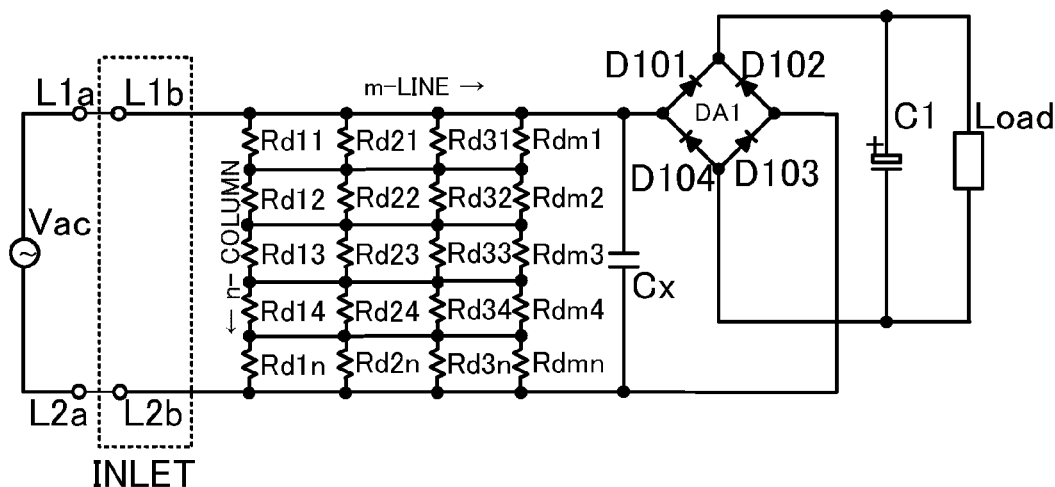 m-LINE →
← n- COLUMN
L1a
L1b
Vac
~
L2a
L2b
INLET
Rd11 Rd21 Rd31 Rdm1
Rd12 Rd22 Rd32 Rdm2
Rd13 Rd23 Rd33 Rdm3
Rd14 Rd24 Rd34 Rdm4
Rd1n Rd2n Rd3n Rdmn
Cx
D101
D102
DA1
D104
D103
C1
+
Load